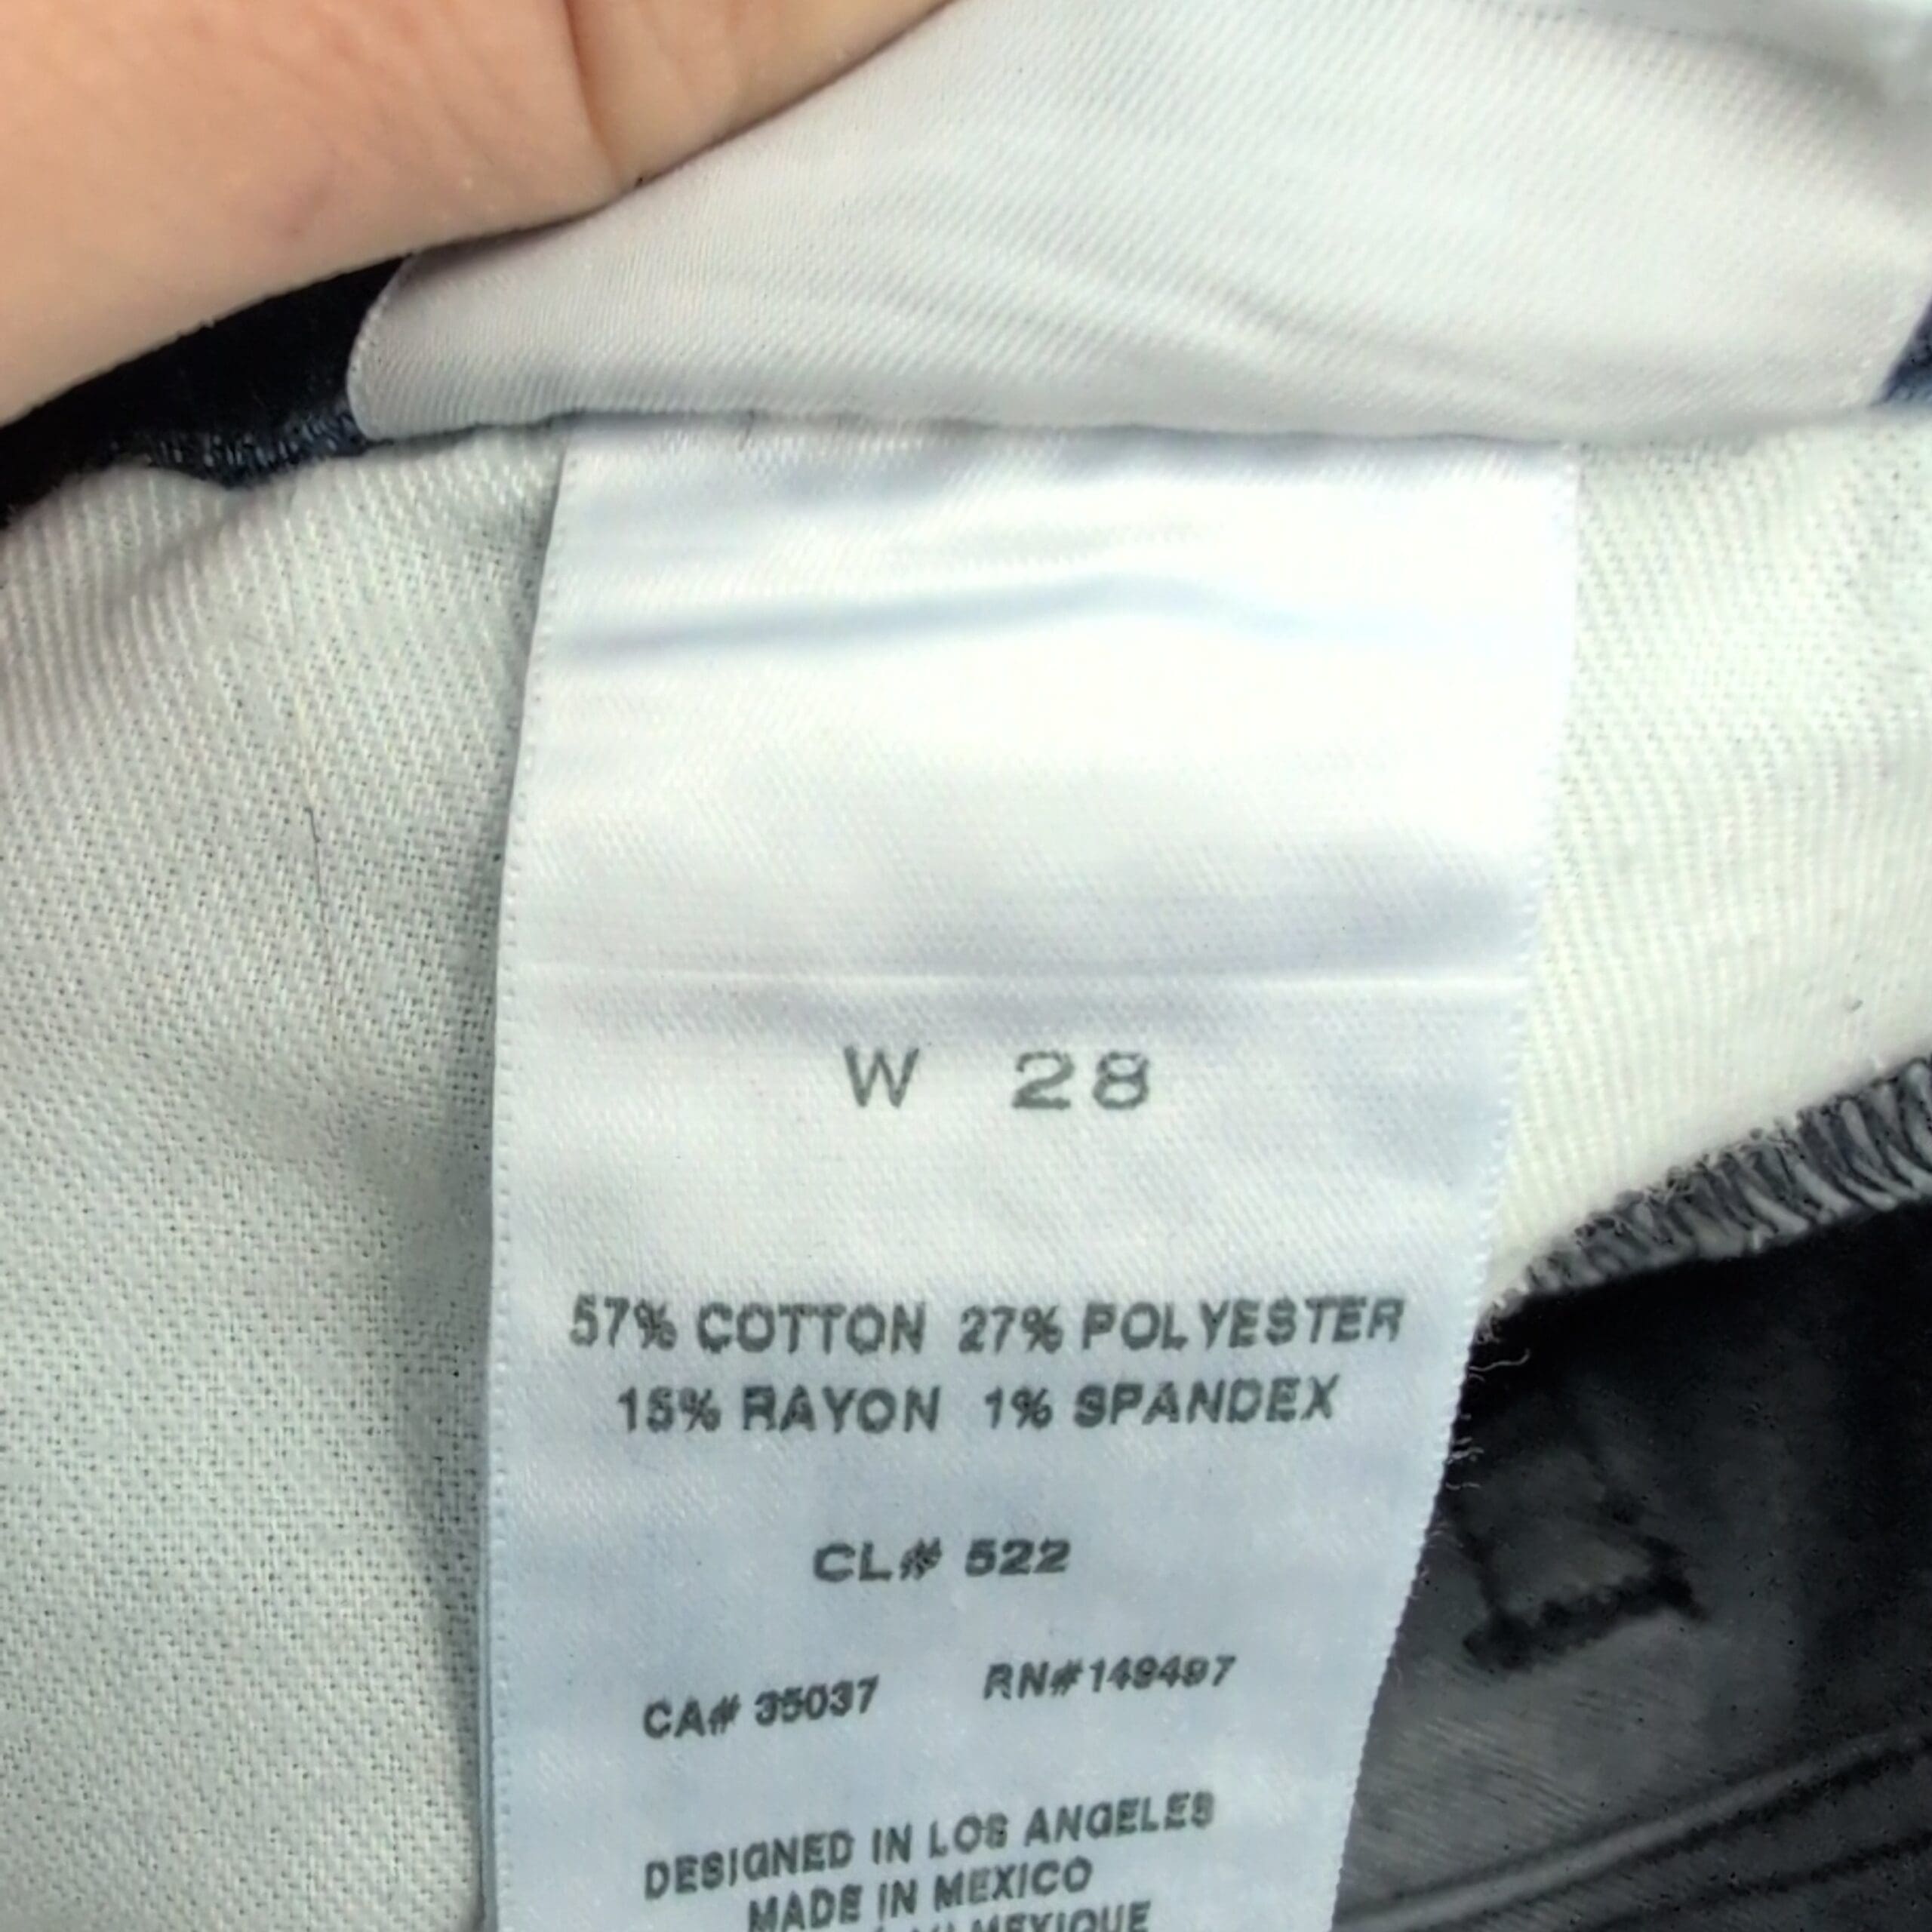 W 28
57% COTTON 27% POLYESTER
15% RAYON 1% SPANDEX
CL# 522
CA# 35037 RN#149497
DESIGNED IN LOS ANGELES
MADE IN MEXICO
MEXIQUE